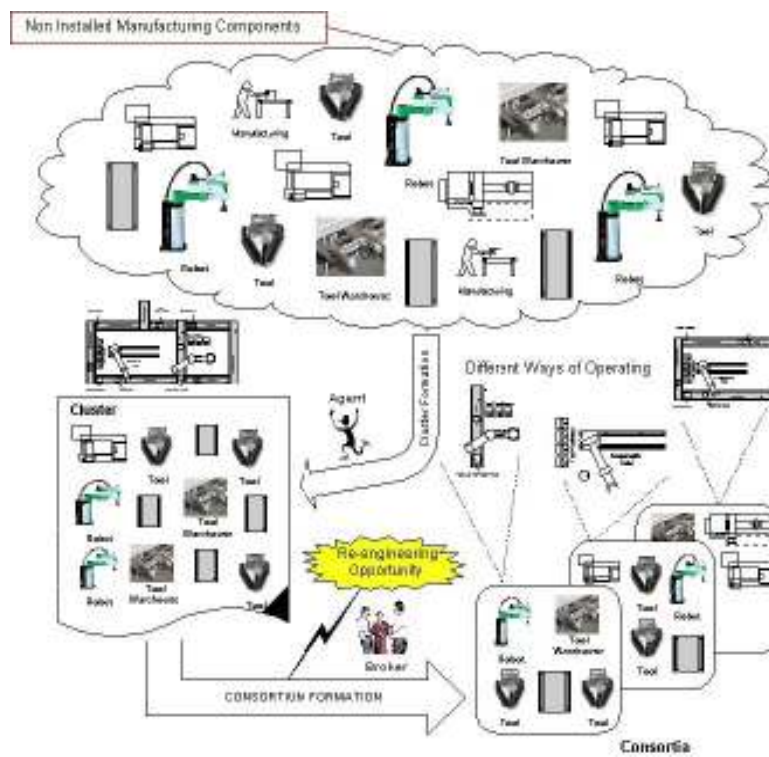 Non Installed Manufacturing Components
Manufacturing
Tool
Robot
Tool Warehouse
Robot
Tool
Tool Warehouse
Manufacturing
Robot
Tool
Cluster Formation
Different Ways of Operating
Agent
Cluster
Tool
Tool
Robot
Tool
Warehouse
Robot
Tool
Warehouse
Tool
Re-engineering
Opportunity
Broker
CONSORTIUM FORMATION
Robot
Tool
Warehouse
Tool
Tool
Tool
Robot
Tool
Consortia